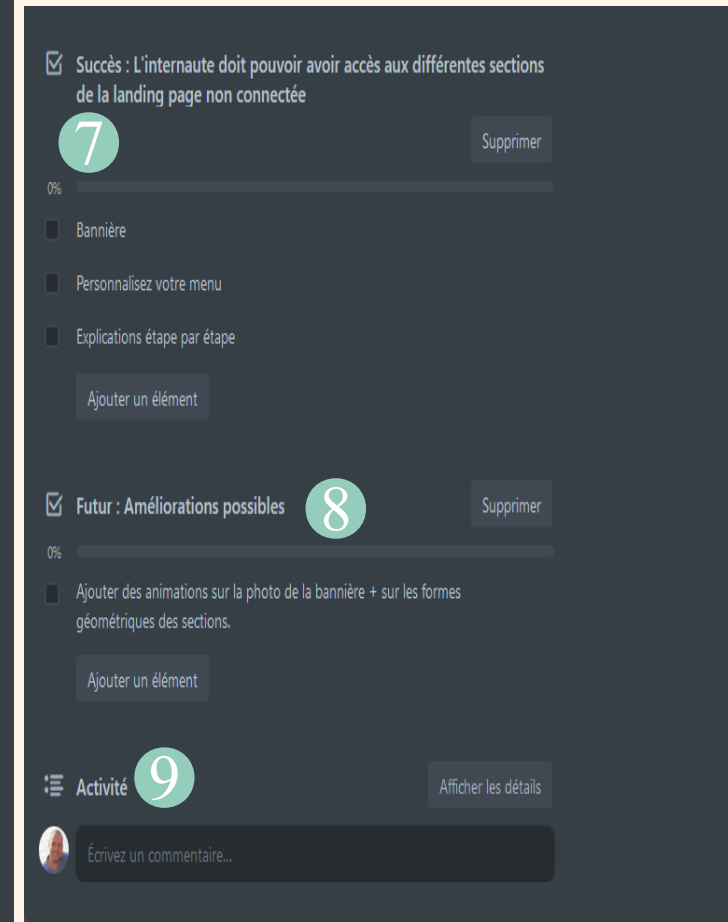 Succès : L'internaute doit pouvoir avoir accès aux différentes sections
de la landing page non connectée
7
Supprimer
0%
Bannière
Personnalisez votre menu
Explications étape par étape
Ajouter un élément
Futur : Améliorations possibles
8
Supprimer
0%
Ajouter des animations sur la photo de la bannière + sur les formes
géométriques des sections.
Ajouter un élément
Activité
9
Afficher les détails
Écrivez un commentaire...